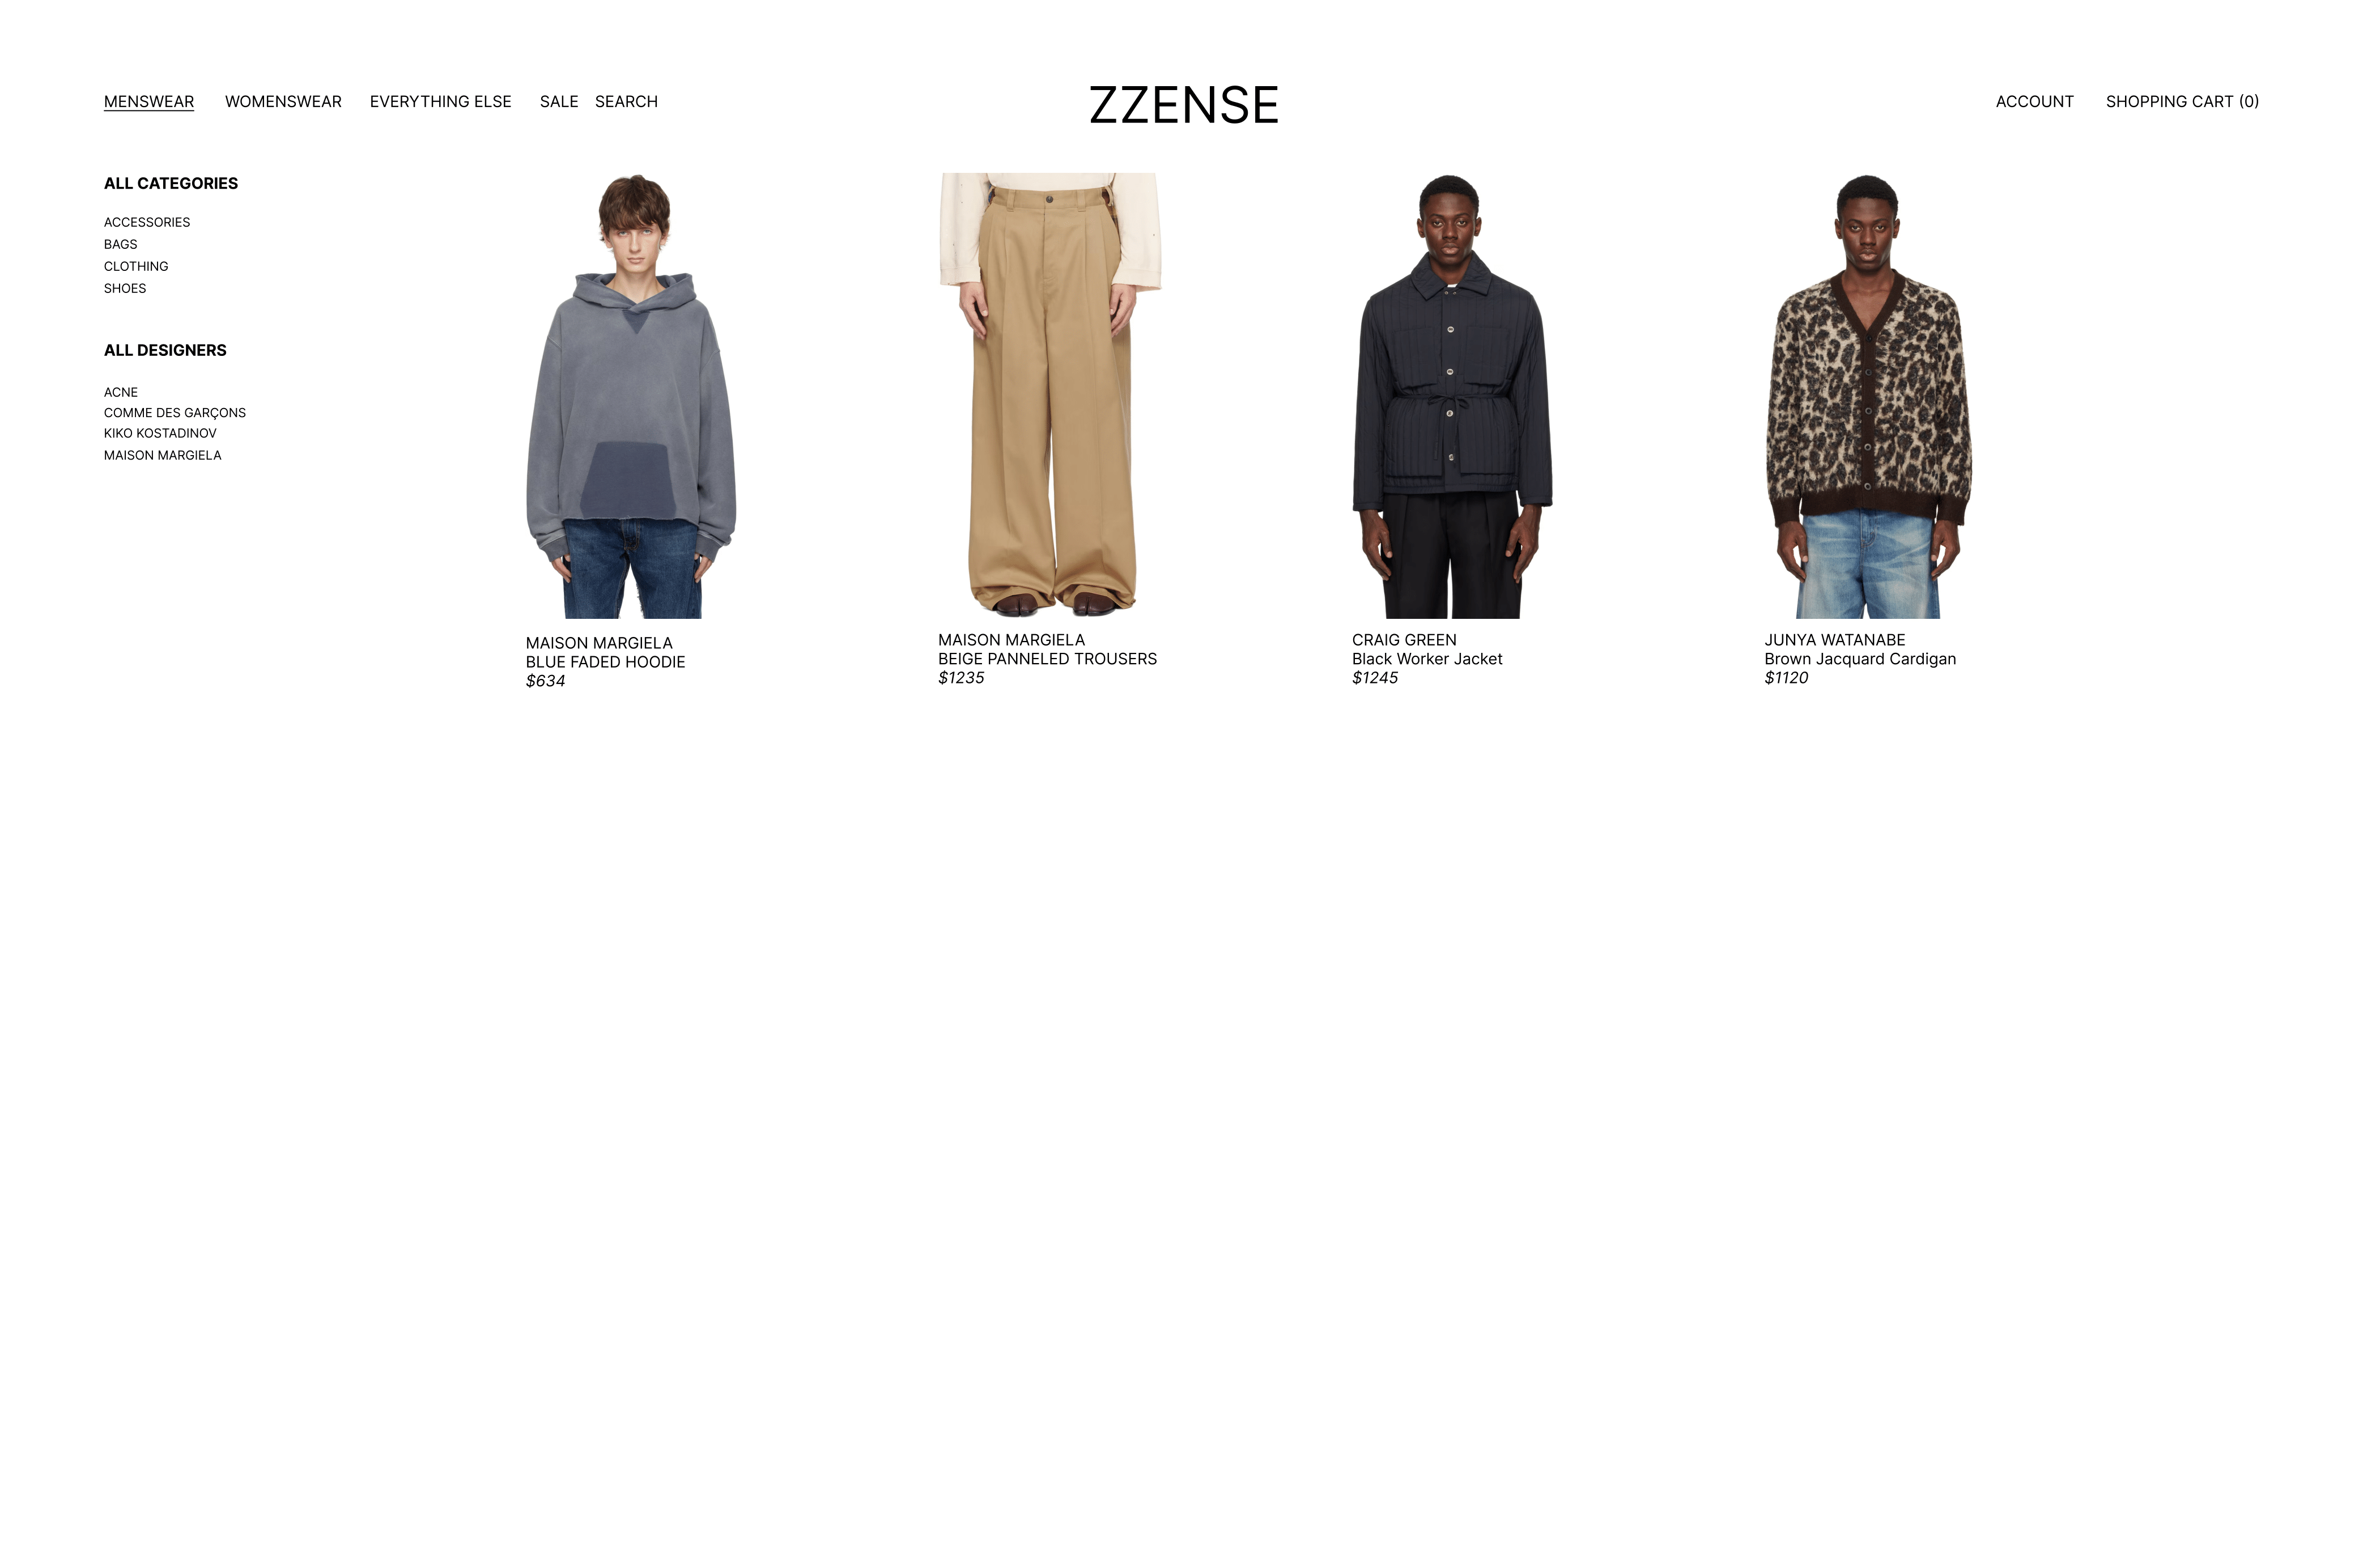 MENSWEAR WOMENSWEAR EVERYTHING ELSE SALE SEARCH ZZENSE ACCOUNT SHOPPING CART (0)
ALL CATEGORIES
ACCESSORIES
BAGS
CLOTHING
SHOES
ALL DESIGNERS
ACNE
COMME DES GARÇONS
KIKO KOSTADINOV
MAISON MARGIELA
MAISON MARGIELA
BLUE FADED HOODIE
$634
MAISON MARGIELA
BEIGE PANNELED TROUSERS
$1235
CRAIG GREEN
Black Worker Jacket
$1245
JUNYA WATANABE
Brown Jacquard Cardigan
$1120